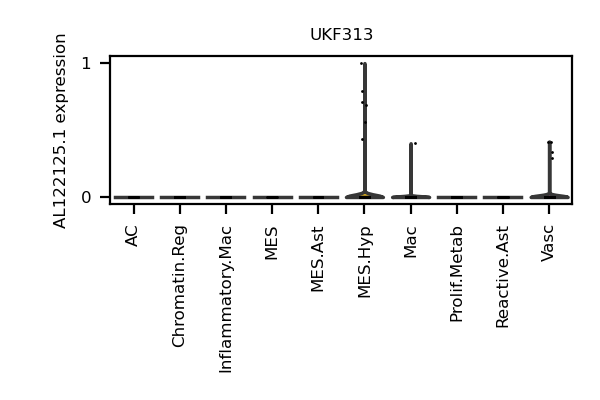 UKF313
AL122125.1 expression
1
0
AC
Chromatin.Reg
Inflammatory.Mac
MES
MES.Ast
MES.Hyp
Mac
Prolif.Metab
Reactive.Ast
Vasc